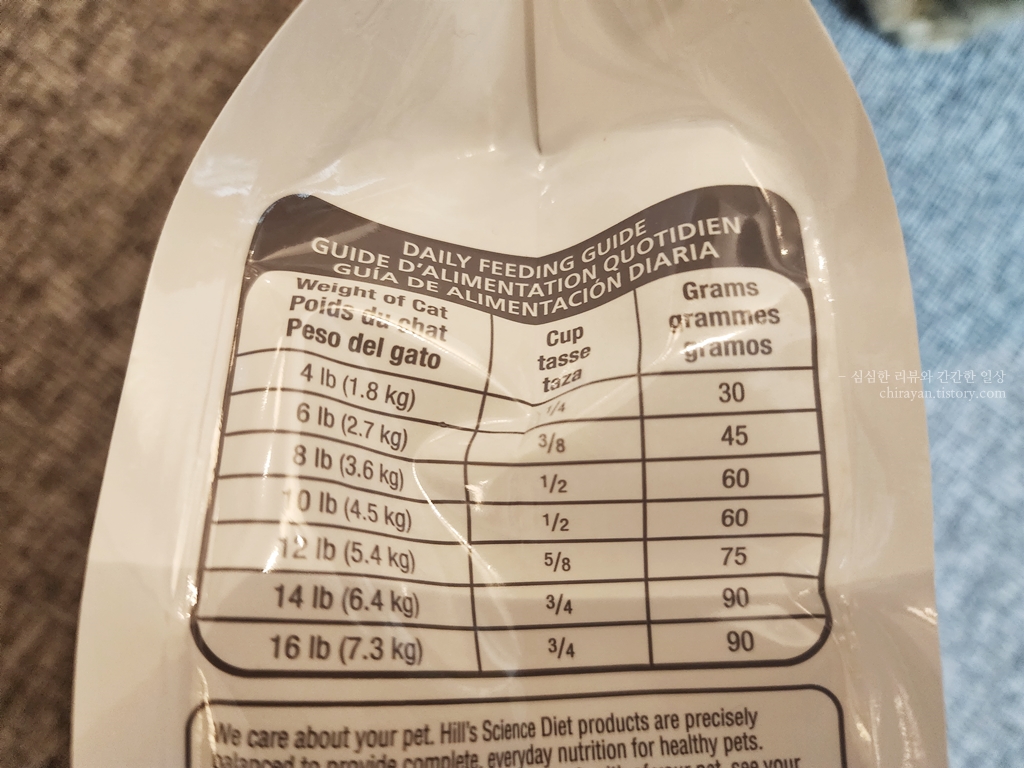 DAILY FEEDING GUIDE
GUIDE D'ALIMENTATION QUOTIDIEN
GUÍA DE ALIMENTACIÓN DIARIA
Weight of Cat
Poids du chat
Peso del gato
Cup
tasse
taza
Grams
grammes
gramos
4 lb (1.8 kg) 1/4 30
6 lb (2.7 kg) 3/8 45
8 lb (3.6 kg) 1/2 60
10 lb (4.5 kg) 1/2 60
12 lb (5.4 kg) 5/8 75
14 lb (6.4 kg) 3/4 90
16 lb (7.3 kg) 3/4 90
We care about your pet. Hill's Science Diet products are precisely
balanced to provide complete, everyday nutrition for healthy pets.
of your pet, see your
- 심심한 리뷰와 간간한 일상
chirayan.tistory.com